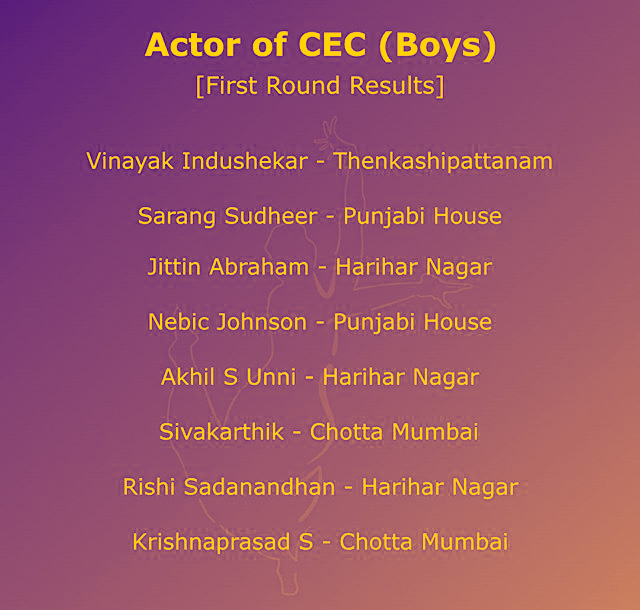 Actor of CEC (Boys)
[First Round Results]
Vinayak Indushekar - Thenkashipattanam
Sarang Sudheer - Punjabi House
Jittin Abraham - Harihar Nagar
Nebic Johnson - Punjabi House
Akhil S Unni - Harihar Nagar
Sivakarthik - Chotta Mumbai
Rishi Sadanandhan - Harihar Nagar
Krishnaprasad S - Chotta Mumbai